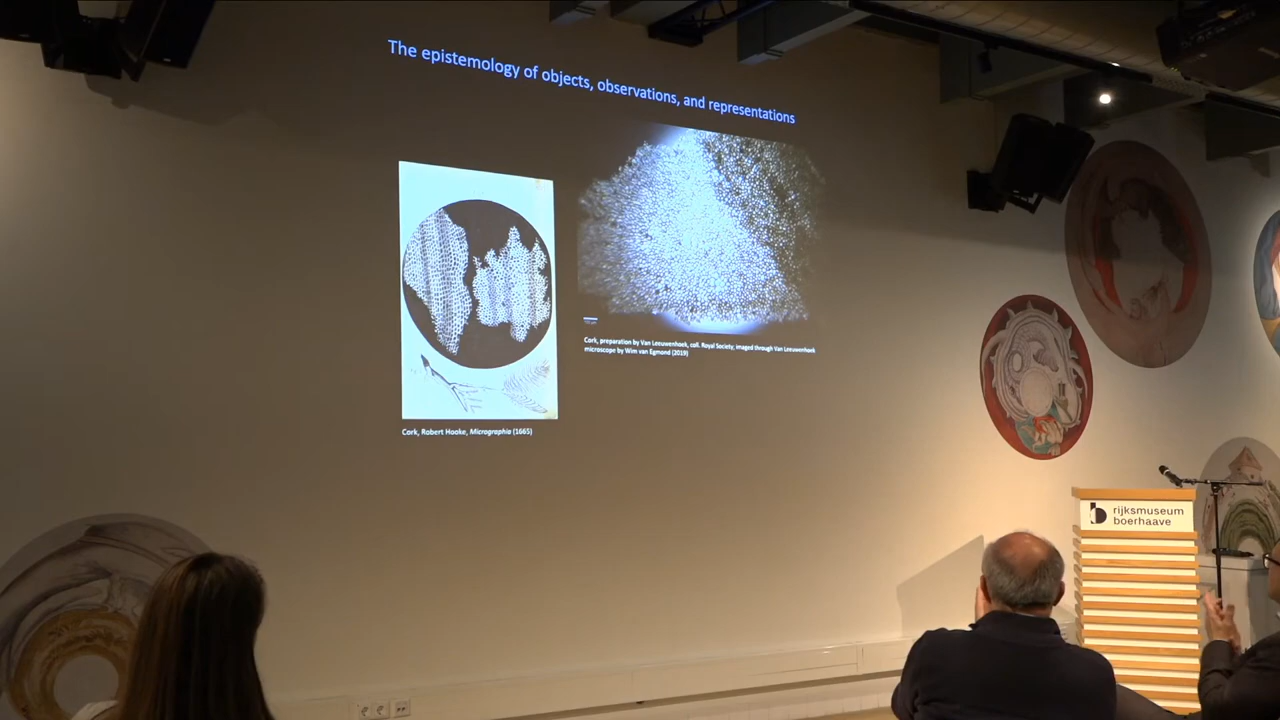 The epistemology of objects, observations, and representations
Cork, preparation by Van Leeuwenhoek, coll. Royal Society, imaged through Van Leeuwenhoek
microscope by Wim van Egmond (2019)
Cork, Robert Hooke, Micrographia (1665)
rijksmuseum
boerhaave